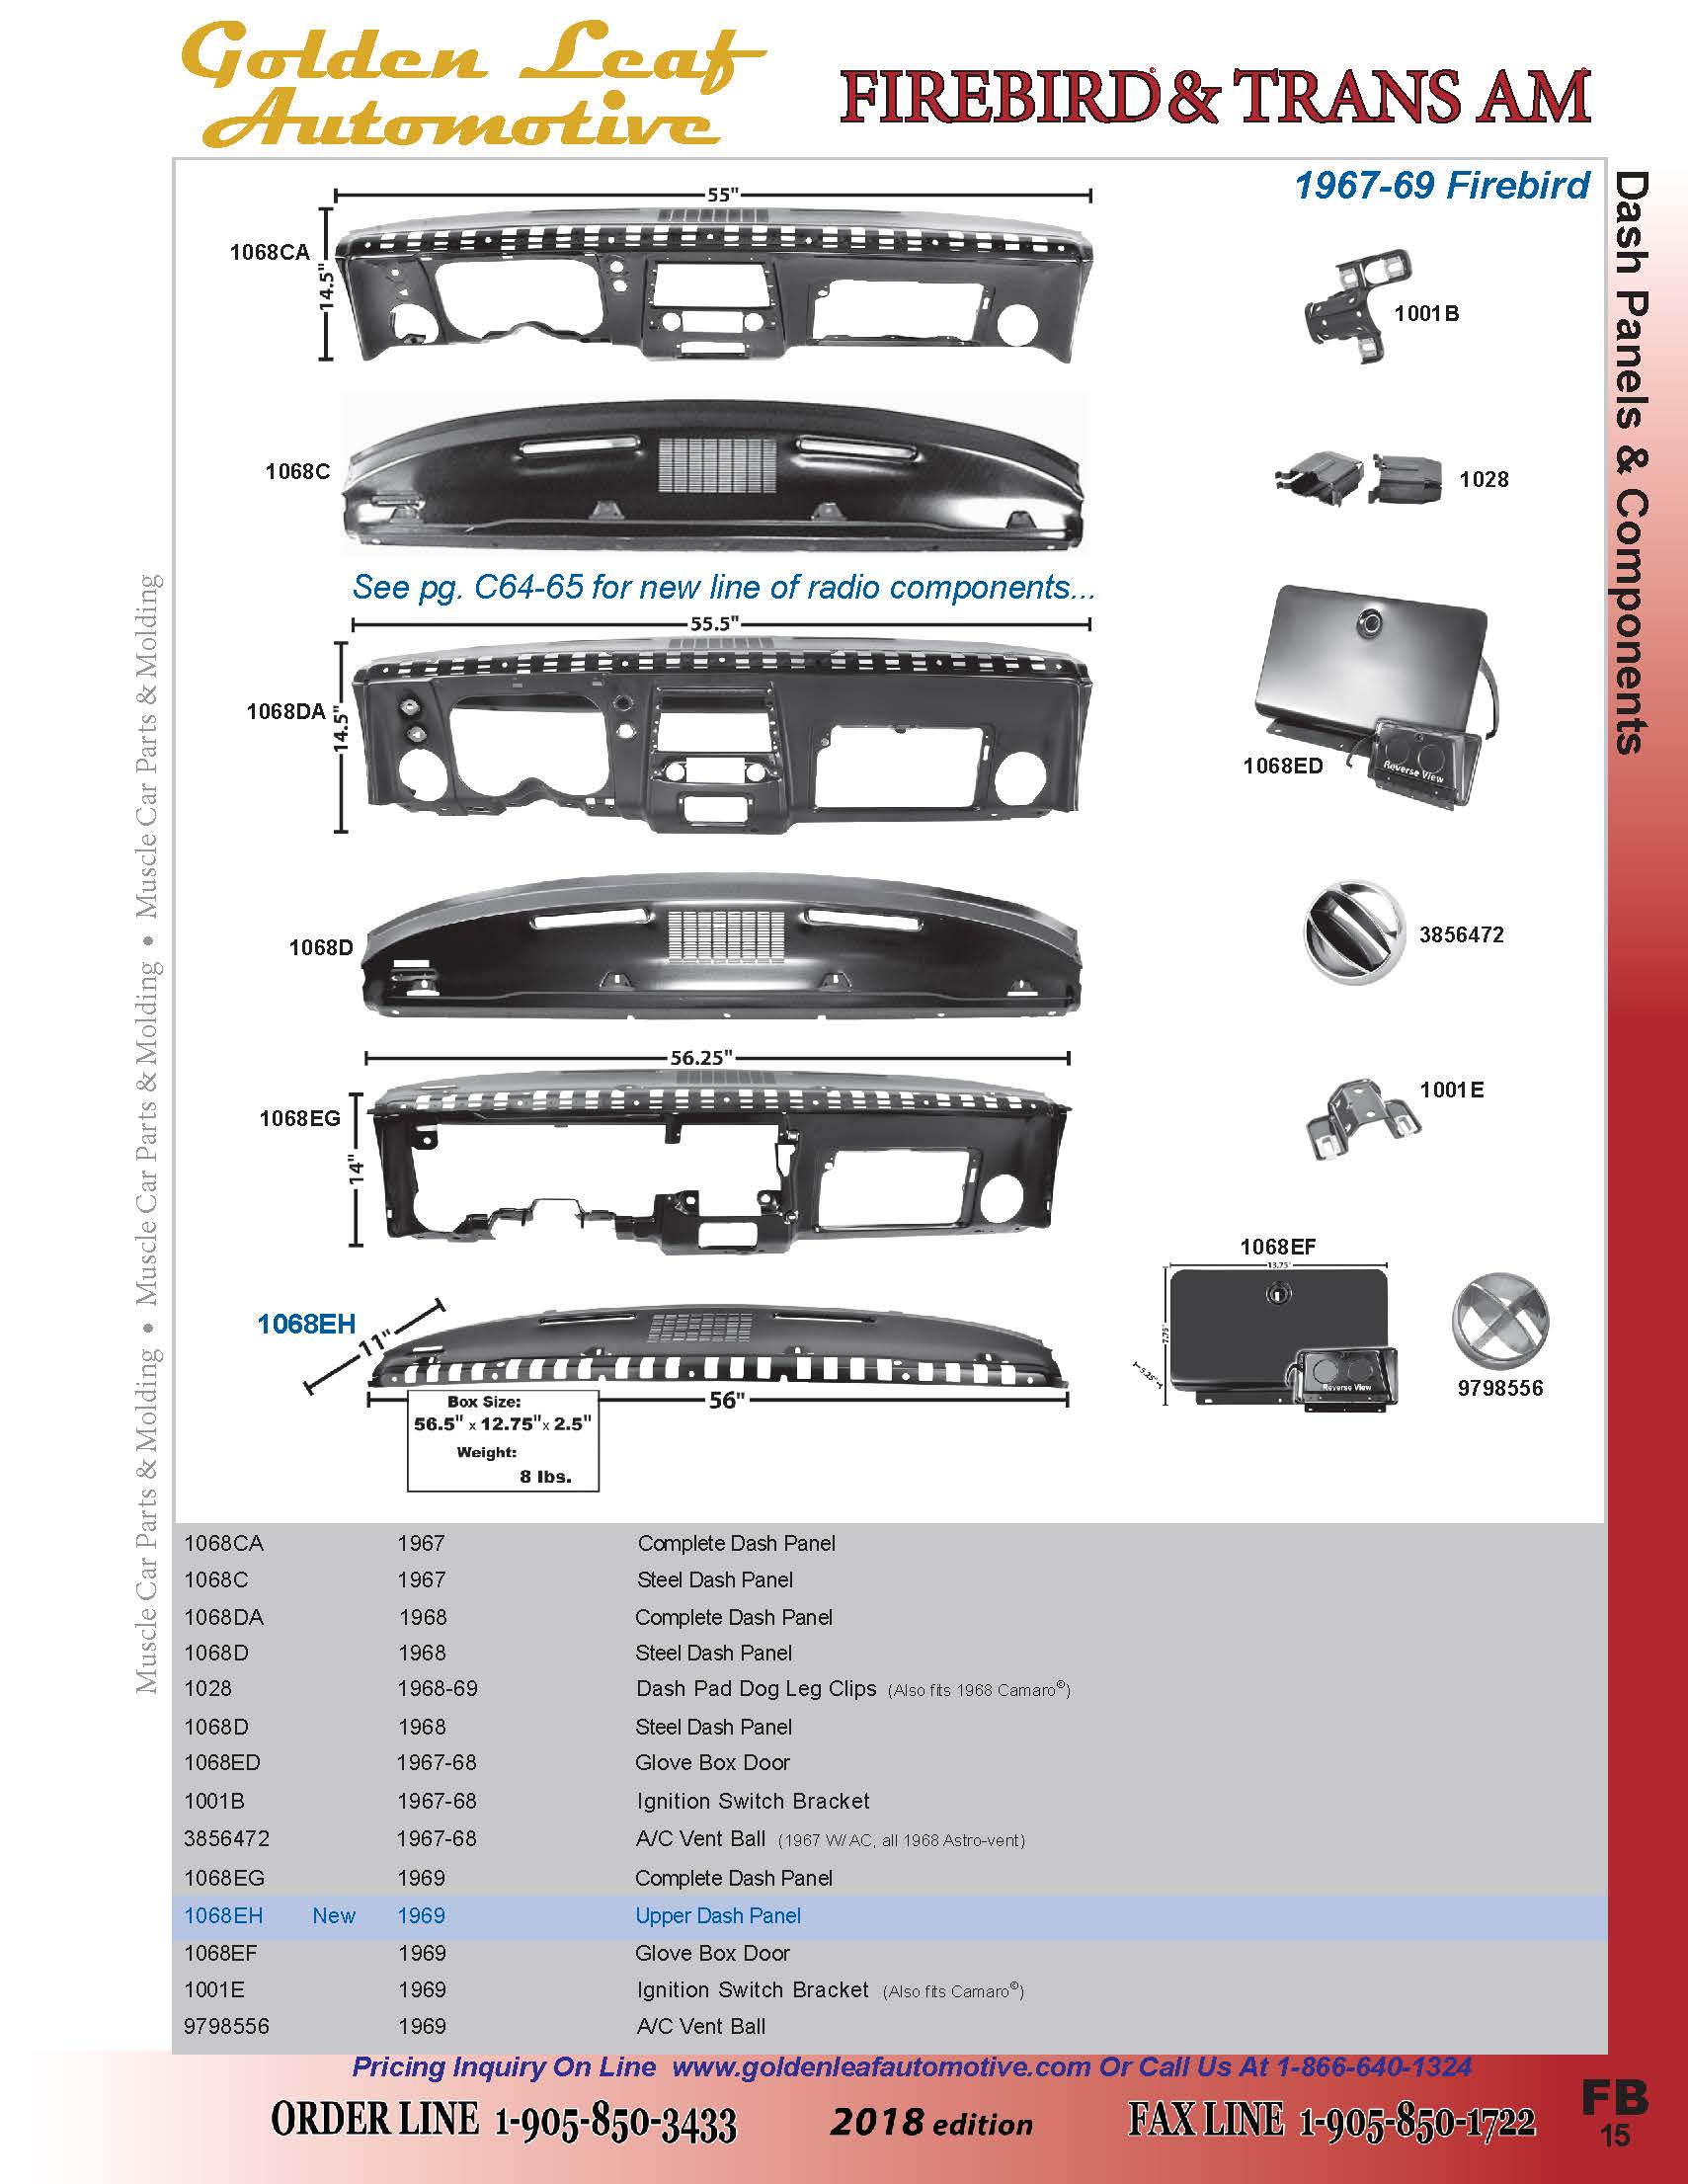 Golden Leaf
Automotive
FIREBIRD & TRANS AM
1967-69 Firebird
Dash Panels & Components
Muscle Car Parts & Molding • Muscle Car Parts & Molding • Muscle Car Parts & Molding
55"
1068CA
14.5"
1001B
1068C
1028
See pg. C64-65 for new line of radio components...
55.5"
1068DA
14.5"
1068ED
Reverse View
1068D
3856472
56.25"
1068EG
14"
1001E
1068EF
13.75"
7.75"
5.25"
Reverse View
9798556
1068EH
11"
56"
Box Size:
56.5" x 12.75" x 2.5"
Weight:
8 lbs.
1068CA 1967 Complete Dash Panel
1068C 1967 Steel Dash Panel
1068DA 1968 Complete Dash Panel
1068D 1968 Steel Dash Panel
1028 1968-69 Dash Pad Dog Leg Clips (Also fits 1968 Camaro©)
1068D 1968 Steel Dash Panel
1068ED 1967-68 Glove Box Door
1001B 1967-68 Ignition Switch Bracket
3856472 1967-68 A/C Vent Ball (1967 W/ AC, all 1968 Astro-vent)
1068EG 1969 Complete Dash Panel
1068EH New 1969 Upper Dash Panel
1068EF 1969 Glove Box Door
1001E 1969 Ignition Switch Bracket (Also fits Camaro©)
9798556 1969 A/C Vent Ball
Pricing Inquiry On Line www.goldenleafautomotive.com Or Call Us At 1-866-640-1324
ORDER LINE 1-905-850-3433 2018 edition FAX LINE 1-905-850-1722
FB
15